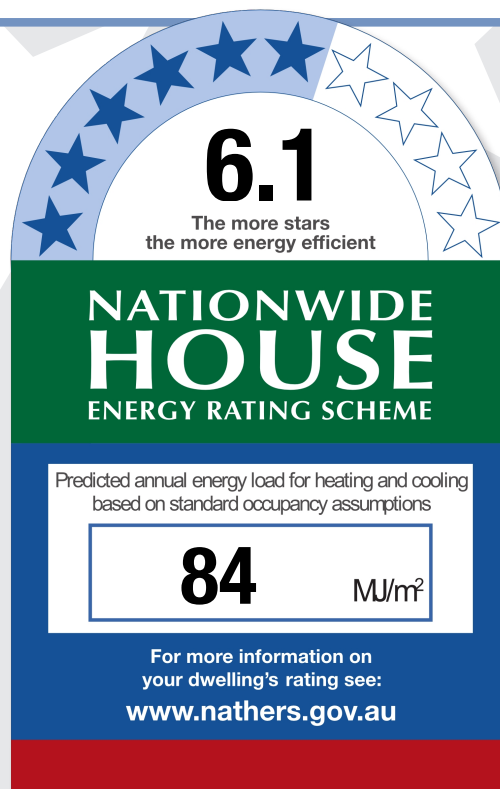 6.1
The more stars
the more energy efficient
NATIONWIDE
HOUSE
ENERGY RATING SCHEME
Predicted annual energy load for heating and cooling
based on standard occupancy assumptions
84 MJ/m²
For more information on
your dwelling's rating see:
www.nathers.gov.au